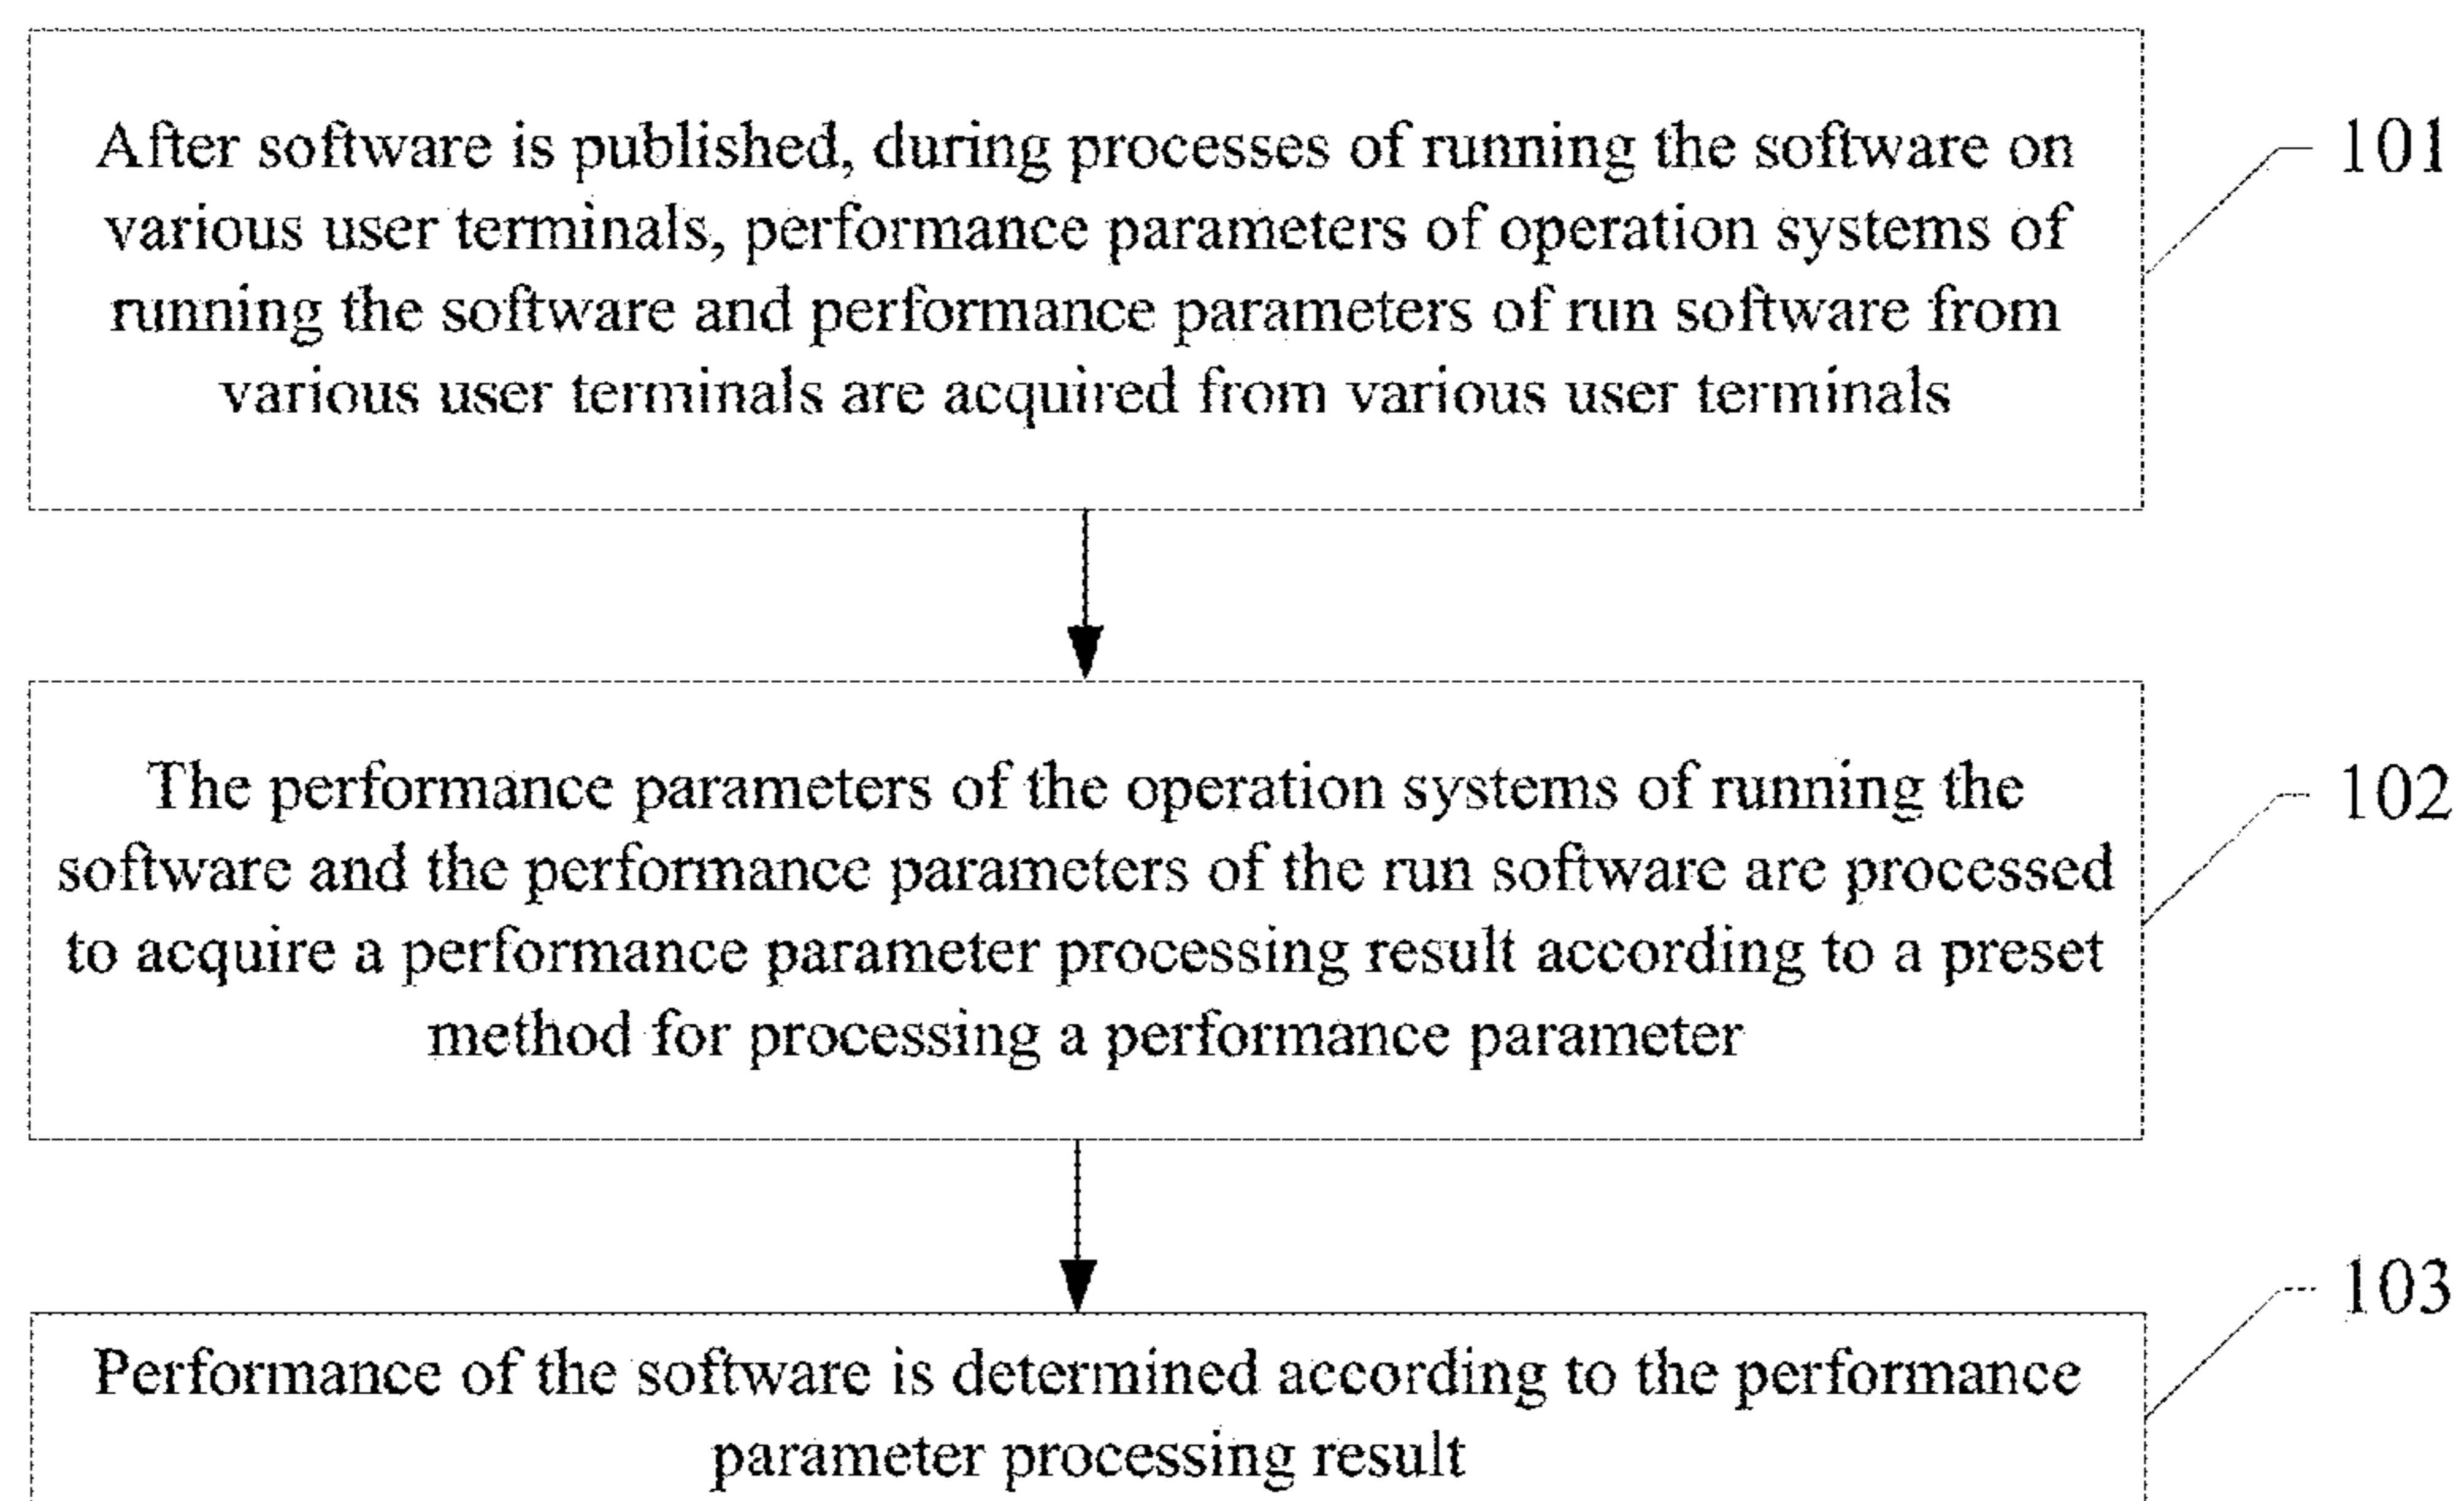 After software is published, during processes of running the software on
various user terminals, performance parameters of operation systems of
running the software and performance parameters of run software from
various user terminals are acquired from various user terminals
101
The performance parameters of the operation systems of running the
software and the performance parameters of the run software are processed
to acquire a performance parameter processing result according to a preset
method for processing a performance parameter
102
Performance of the software is determined according to the performance
parameter processing result
103